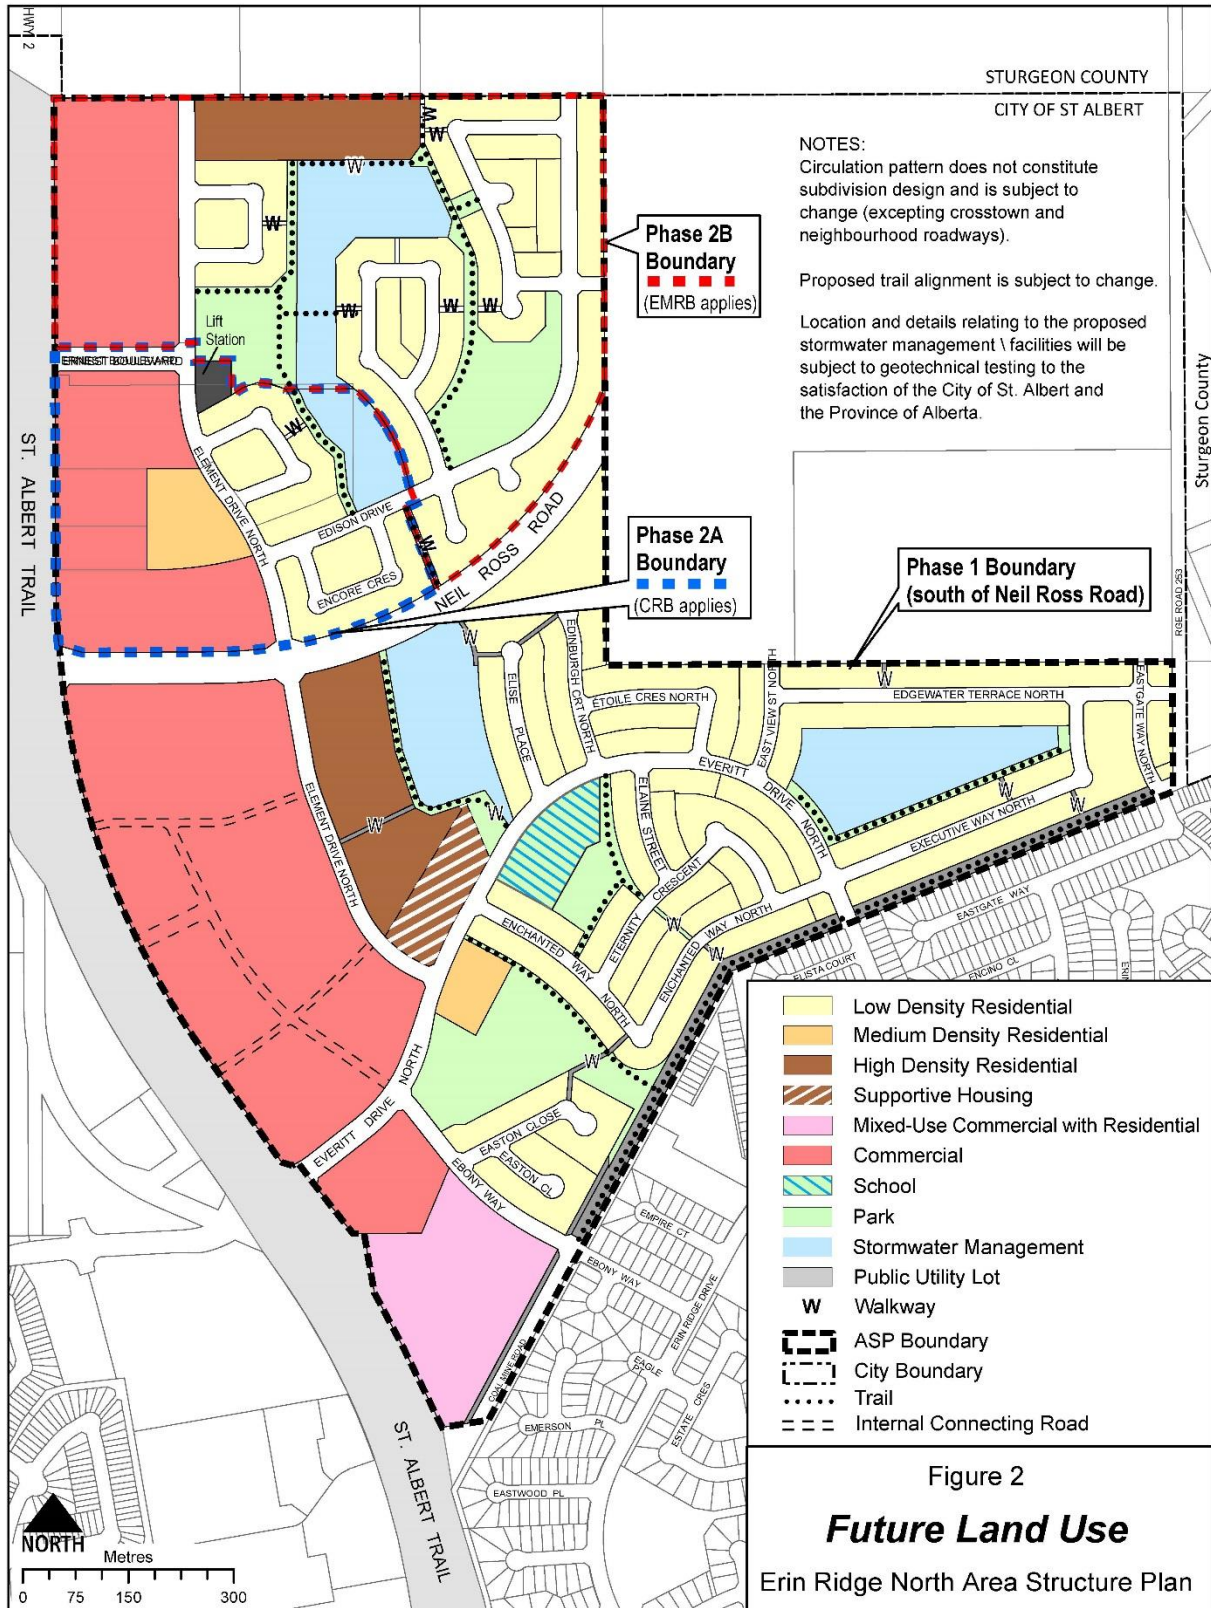 HWY 2
STURGEON COUNTY
CITY OF ST ALBERT
NOTES:
Circulation pattern does not constitute
subdivision design and is subject to
change (excepting crosstown and
neighbourhood roadways).
Proposed trail alignment is subject to change.
Location and details relating to the proposed
stormwater management \ facilities will be
subject to geotechnical testing to the
satisfaction of the City of St. Albert and
the Province of Alberta.
W
W
W
W
Phase 2B
Boundary
(EMRB applies)
W
W
W
Lift
Station
ERNEST BOULEVARD
Sturgeon County
W
ST. ALBERT TRAIL
ELEMENT DRIVE NORTH
EDISON DRIVE
NEIL ROSS ROAD
W
Phase 2A
Boundary
(CRB applies)
Phase 1 Boundary
(south of Neil Ross Road)
ENCORE CRES
RGE ROAD 253
W
ELISE PLACE
EDINBURGH CRT NORTH
ÉTOILE CRES NORTH
EAST VIEW ST NORTH
W
EDGEWATER TERRACE NORTH
EASTGATE WAY NORTH
EVERITT DRIVE NORTH
ELAINE STREET
W
W
W
W
EXECUTIVE WAY NORTH
ELEMENT DRIVE NORTH
ETERNITY CRESCENT
ENCHANTED WAY NORTH
ENCHANTED WAY NORTH
W
W
EASTGATE WAY
ELISTA COURT
ENCINO CL
ERIN
EVERITT DRIVE NORTH
W
EASTON CLOSE
EASTON CL
EBONY WAY
EMPIRE CT
EBONY WAY
ERIN RIDGE DRIVE
EAGLE PT
ESTATE CRES
COAL MINE ROAD
EMERSON PL
EASTWOOD PL
ST. ALBERT TRAIL
Low Density Residential
Medium Density Residential
High Density Residential
Supportive Housing
Mixed-Use Commercial with Residential
Commercial
School
Park
Stormwater Management
Public Utility Lot
W Walkway
ASP Boundary
City Boundary
Trail
Internal Connecting Road
NORTH
Metres
0 75 150 300
Figure 2
Future Land Use
Erin Ridge North Area Structure Plan